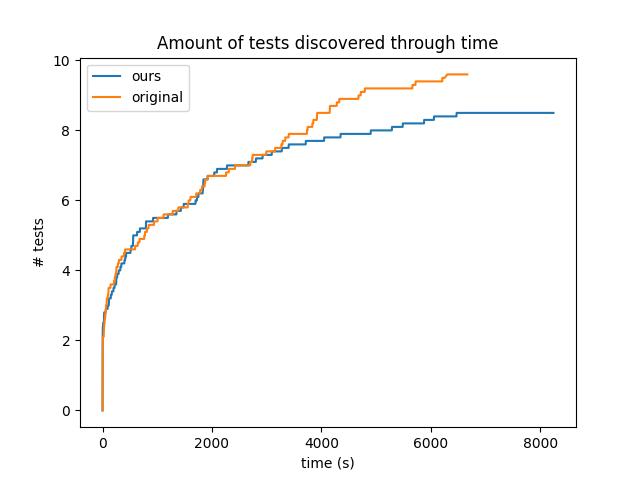 Amount of tests discovered through time
ours
original
10
8
6
4
2
0
# tests
0 2000 4000 6000 8000
time (s)